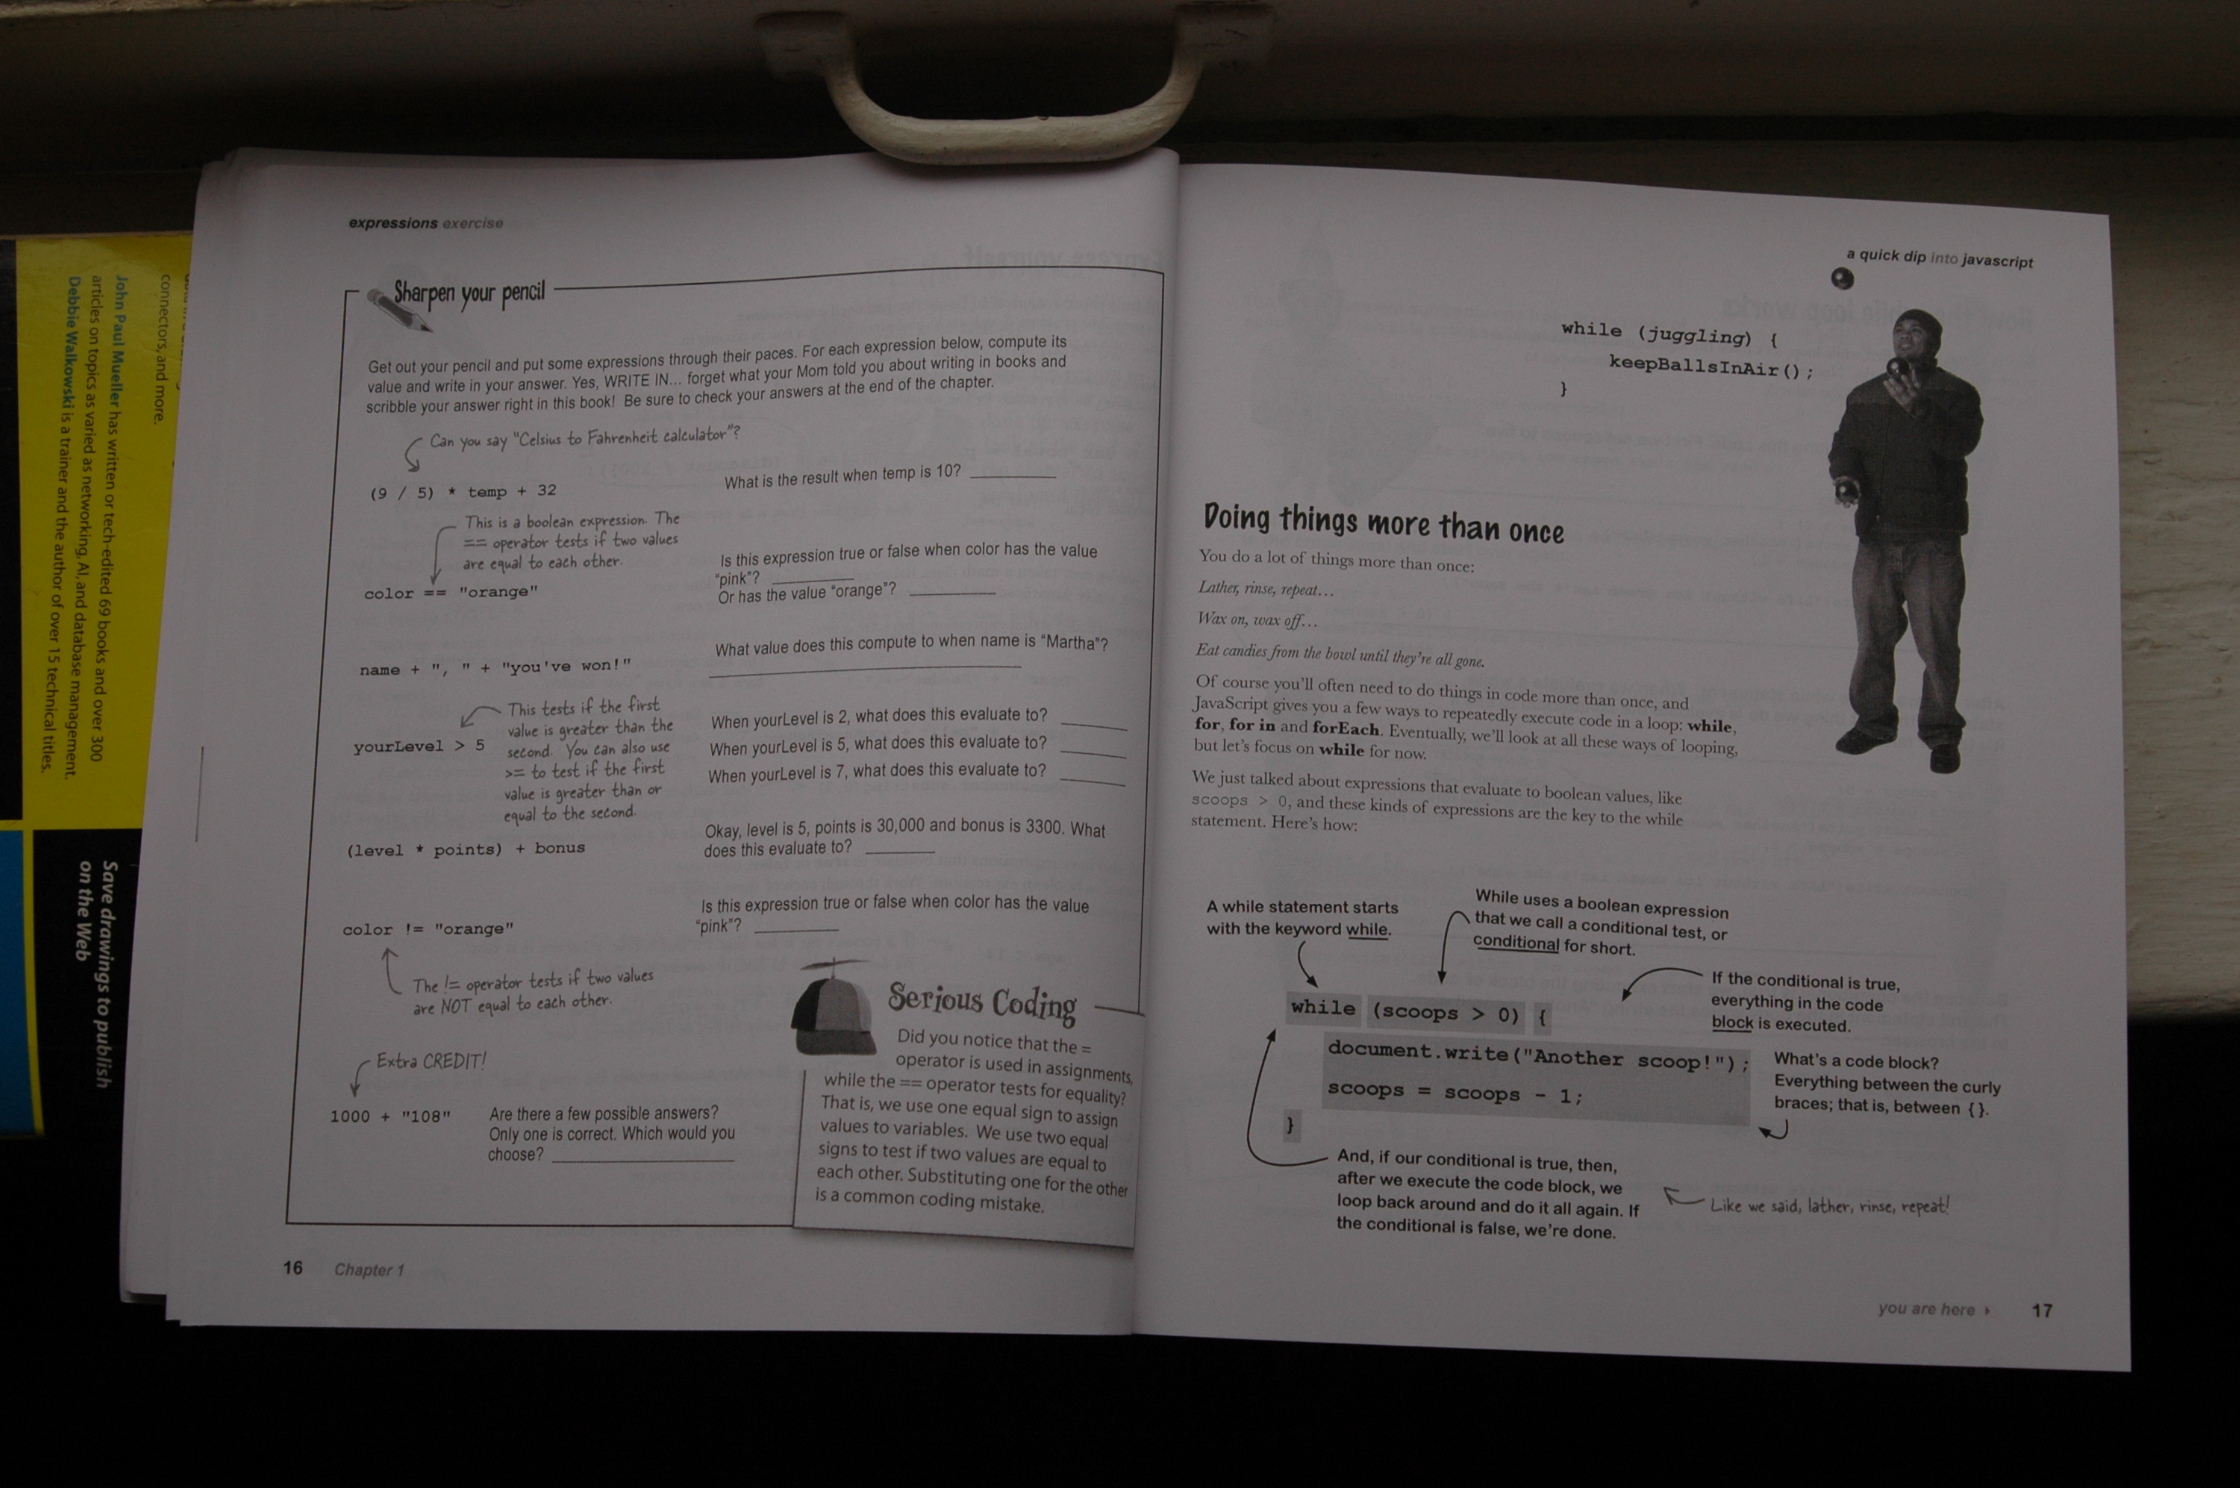 expressions exercise
Sharpen your pencil
Get out your pencil and put some expressions through their paces. For each expression below, compute its
value and write in your answer. Yes, WRITE IN... forget what your Mom told you about writing in books and
scribble your answer right in this book! Be sure to check your answers at the end of the chapter.
Can you say "Celsius to Fahrenheit calculator"?
(9 / 5) * temp + 32
What is the result when temp is 10?
This is a boolean expression. The
== operator tests if two values
are equal to each other.
color == "orange"
Is this expression true or false when color has the value
"pink"?
Or has the value "orange"?
name + ", " + "you've won!"
What value does this compute to when name is "Martha"?
This tests if the first
value is greater than the
second. You can also use
>= to test if the first
value is greater than or
equal to the second.
yourLevel > 5
When yourLevel is 2, what does this evaluate to?
When yourLevel is 5, what does this evaluate to?
When yourLevel is 7, what does this evaluate to?
(level * points) + bonus
Okay, level is 5, points is 30,000 and bonus is 3300. What
does this evaluate to?
color != "orange"
Is this expression true or false when color has the value
"pink"?
The != operator tests if two values
are NOT equal to each other.
Extra CREDIT!
1000 + "108"
Are there a few possible answers?
Only one is correct. Which would you
choose?
Serious Coding
Did you notice that the =
operator is used in assignments,
while the == operator tests for equality?
That is, we use one equal sign to assign
values to variables. We use two equal
signs to test if two values are equal to
each other. Substituting one for the other
is a common coding mistake.
16 Chapter 1
a quick dip into javascript
while (juggling) {
keepBallsInAir();
}
Doing things more than once
You do a lot of things more than once:
Lather, rinse, repeat...
Wax on, wax off...
Eat candies from the bowl until they're all gone.
Of course you'll often need to do things in code more than once, and
JavaScript gives you a few ways to repeatedly execute code in a loop: while,
for, for in and forEach. Eventually, we'll look at all these ways of looping,
but let's focus on while for now.
We just talked about expressions that evaluate to boolean values, like
scoops > 0, and these kinds of expressions are the key to the while
statement. Here's how:
A while statement starts
with the keyword while.
While uses a boolean expression
that we call a conditional test, or
conditional for short.
If the conditional is true,
everything in the code
block is executed.
while (scoops > 0) {
document.write("Another scoop!");
scoops = scoops - 1;
}
What's a code block?
Everything between the curly
braces; that is, between {}.
And, if our conditional is true, then,
after we execute the code block, we
loop back around and do it all again. If
the conditional is false, we're done.
Like we said, lather, rinse, repeat!
you are here
17
connectors, and more.
John Paul Mueller has written or tech-edited 69 books and over 300
articles on topics as varied as networking, AI, and database management.
Debbie Walkowski is a trainer and the author of over 15 technical titles.
Save drawings to publish
on the Web